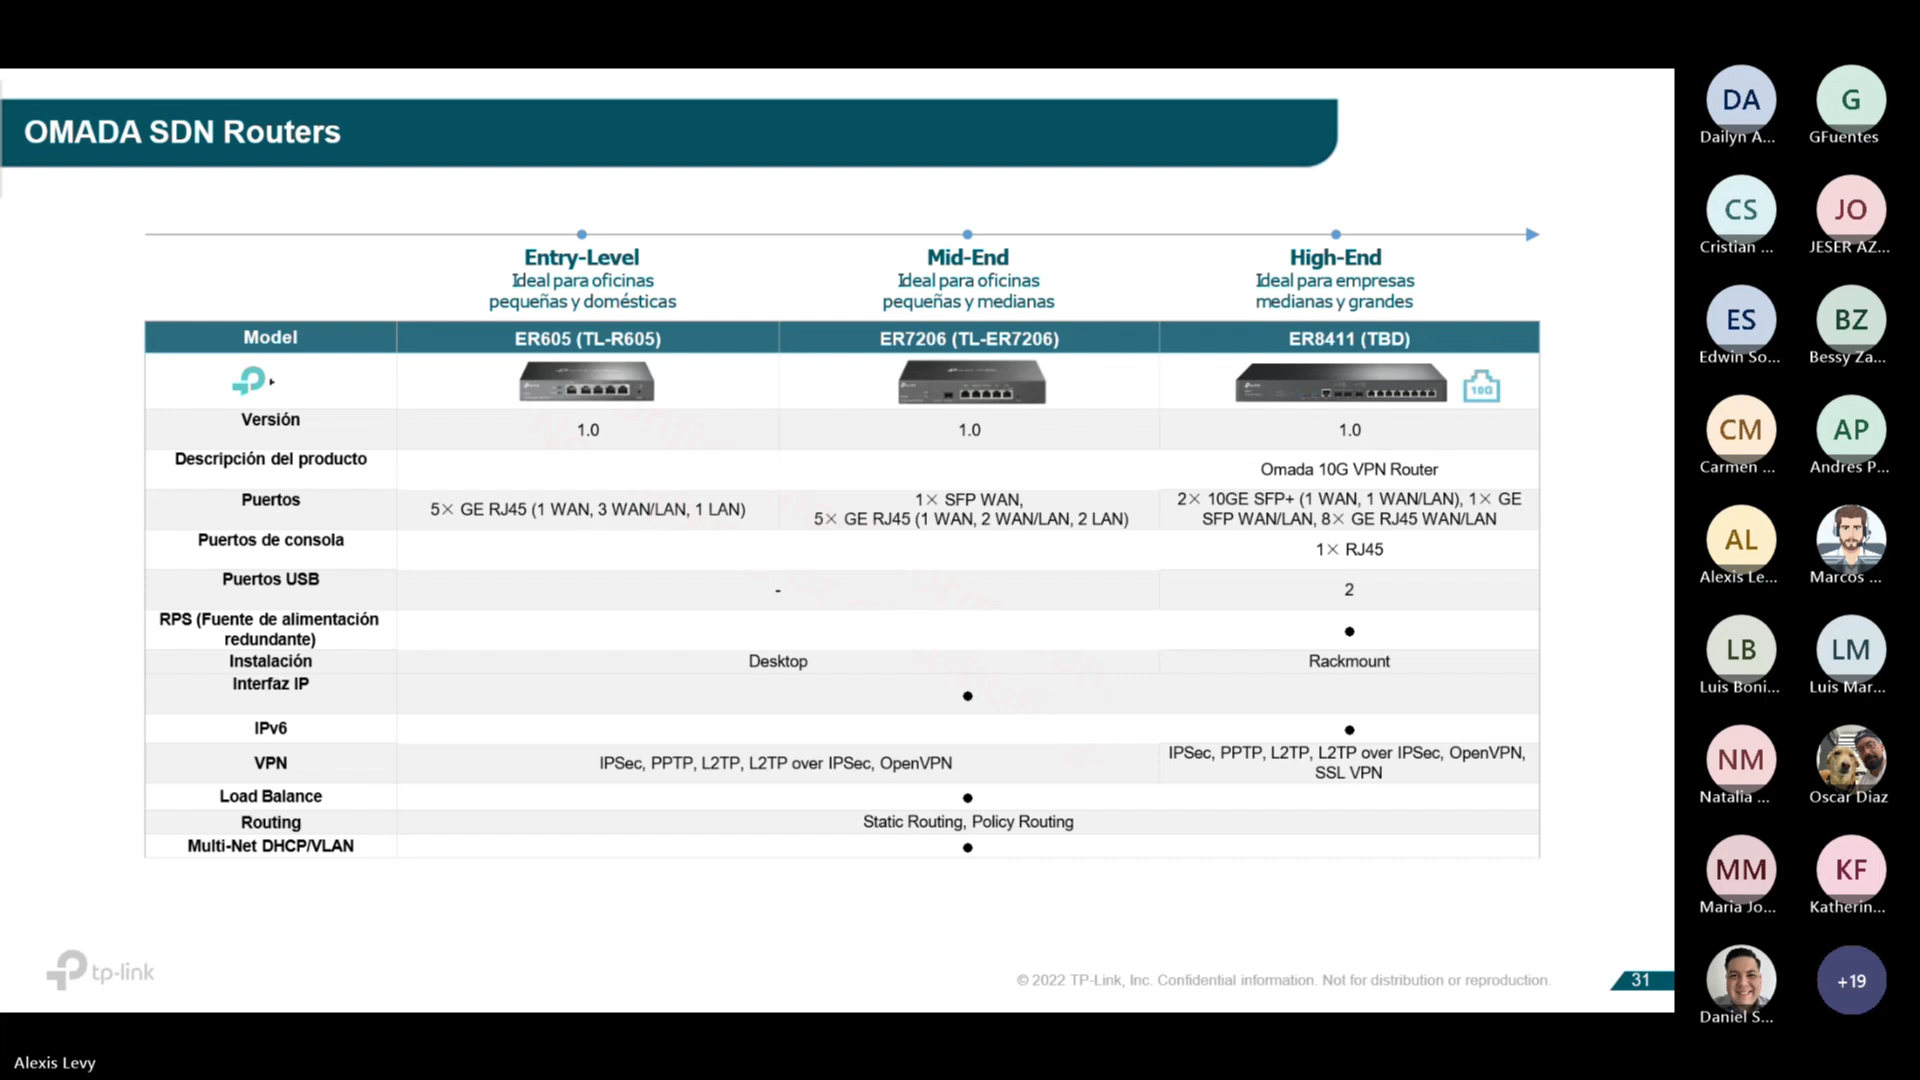 OMADA SDN Routers
Entry-Level
Ideal para oficinas
pequeñas y domésticas
Mid-End
Ideal para oficinas
pequeñas y medianas
High-End
Ideal para empresas
medianas y grandes
Model
ER605 (TL-R605)
ER7206 (TL-ER7206)
ER8411 (TBD)
10G
Versión
1.0
1.0
1.0
Descripción del producto
Omada 10G VPN Router
Puertos
5× GE RJ45 (1 WAN, 3 WAN/LAN, 1 LAN)
1× SFP WAN,
5× GE RJ45 (1 WAN, 2 WAN/LAN, 2 LAN)
2× 10GE SFP+ (1 WAN, 1 WAN/LAN), 1× GE
SFP WAN/LAN, 8× GE RJ45 WAN/LAN
Puertos de consola
1× RJ45
Puertos USB
-
2
RPS (Fuente de alimentación
redundante)
●
Instalación
Desktop
Rackmount
Interfaz IP
●
IPv6
●
VPN
IPSec, PPTP, L2TP, L2TP over IPSec, OpenVPN
IPSec, PPTP, L2TP, L2TP over IPSec, OpenVPN,
SSL VPN
Load Balance
●
Routing
Static Routing, Policy Routing
Multi-Net DHCP/VLAN
●
tp-link
© 2022 TP-Link, Inc. Confidential information. Not for distribution or reproduction.
31
Alexis Levy
DA
Dailyn A...
G
GFuentes
CS
Cristian ...
JO
JESER AZ...
ES
Edwin So...
BZ
Bessy Za...
CM
Carmen ...
AP
Andres P...
AL
Alexis Le...
Marcos ...
LB
Luis Boni...
LM
Luis Mar...
NM
Natalia ...
Oscar Diaz
MM
Maria Jo...
KF
Katherin...
Daniel S...
+19